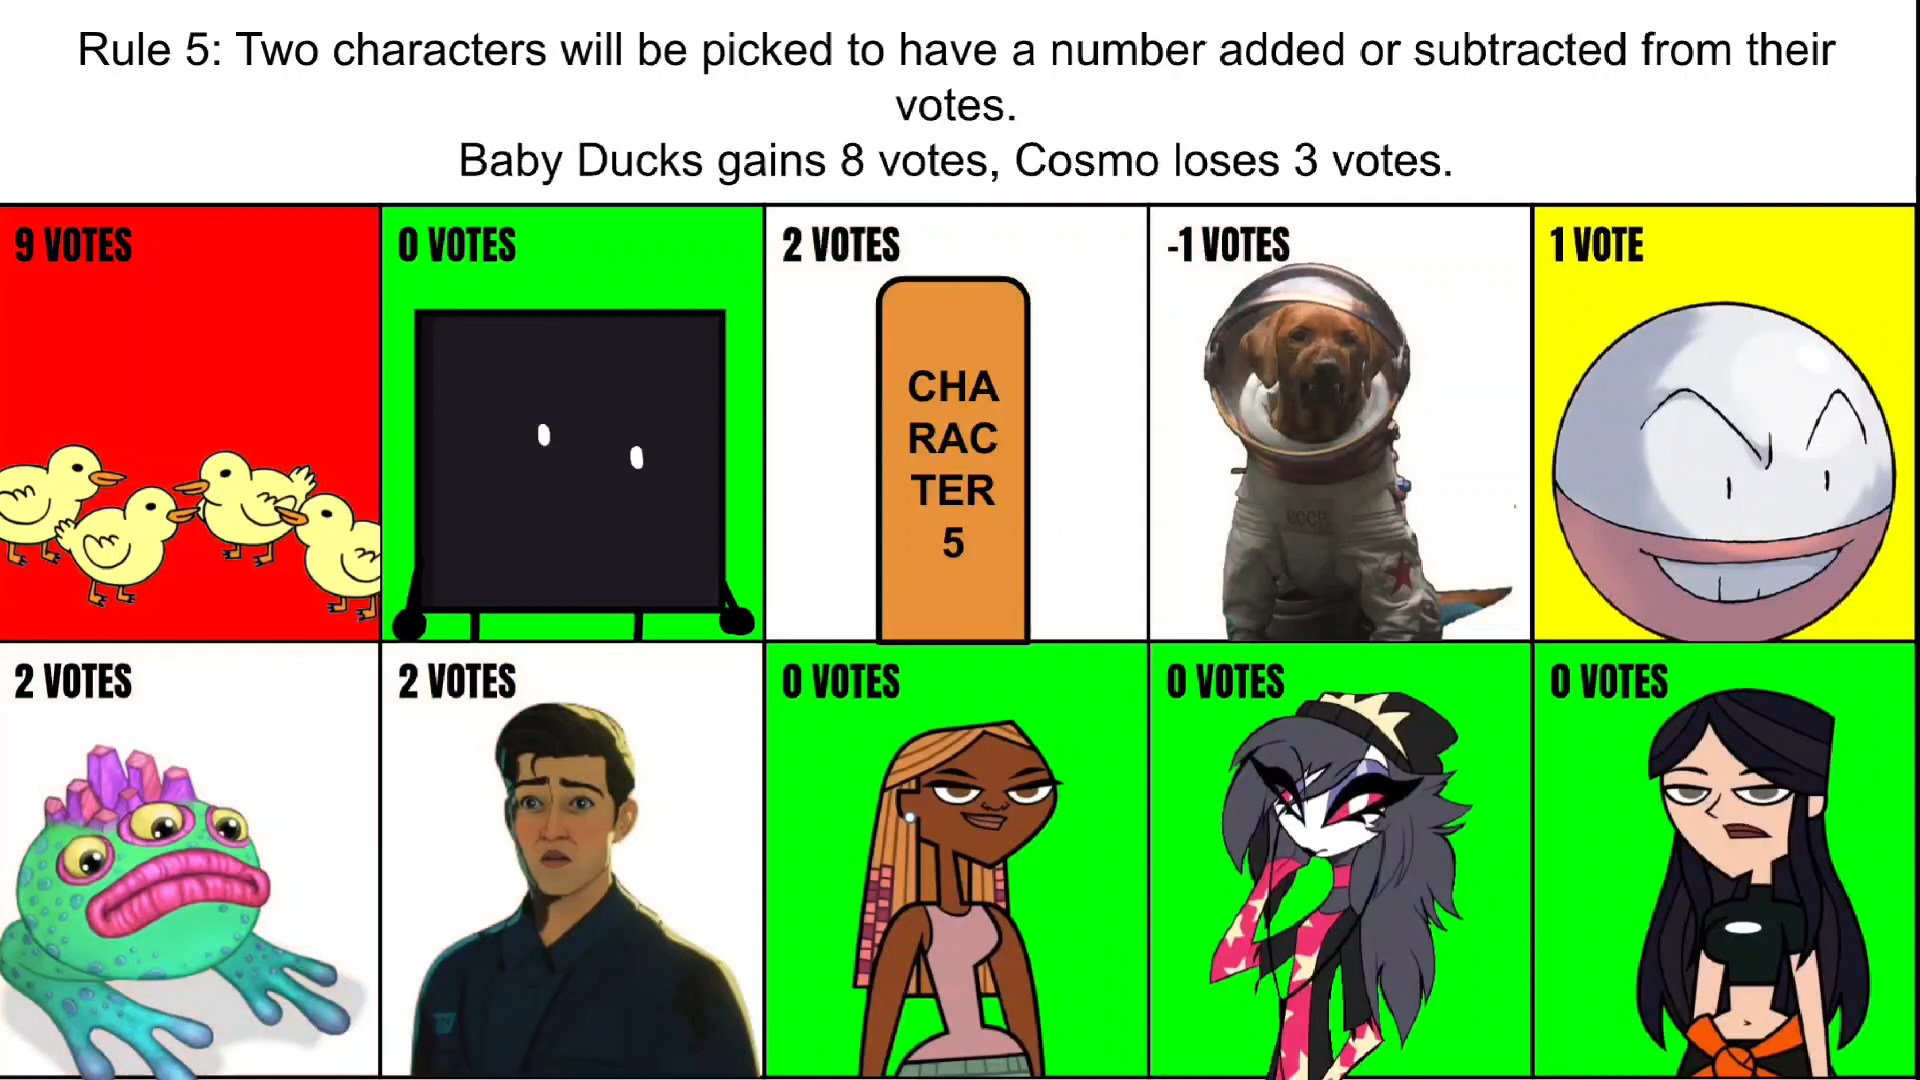 Rule 5: Two characters will be picked to have a number added or subtracted from their
votes.
Baby Ducks gains 8 votes, Cosmo loses 3 votes.
9 VOTES
0 VOTES
2 VOTES
-1 VOTES
1 VOTE
CHA
RAC
TER
5
CCCP
2 VOTES
2 VOTES
0 VOTES
0 VOTES
0 VOTES